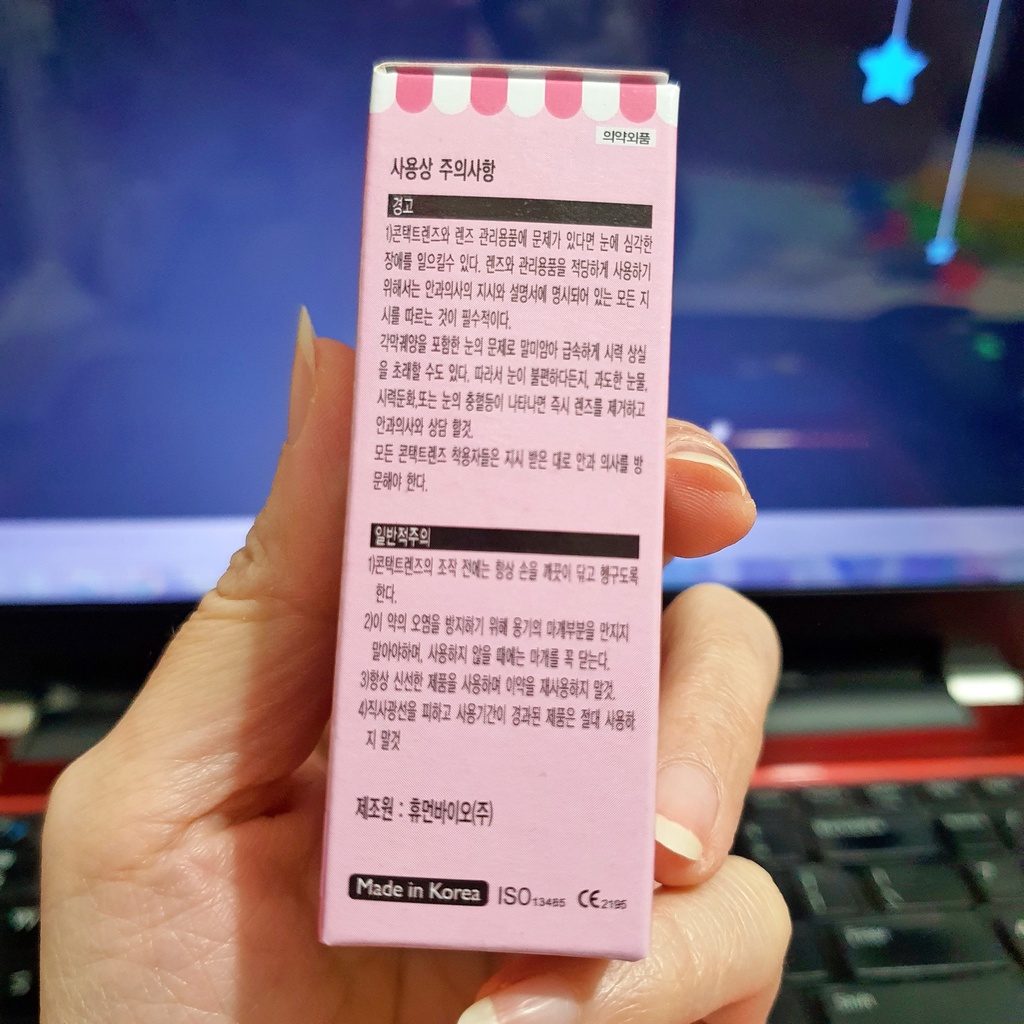 의약외품
사용상 주의사항
경고
1)콘택트렌즈와 렌즈 관리용품에 문제가 있다면 눈에 심각한
장애를 일으킬수 있다. 렌즈와 관리용품을 적당하게 사용하기
위해서는 안과의사의 지시와 설명서에 명시되어 있는 모든 지
시를 따르는 것이 필수적이다.
각막궤양을 포함한 눈의 문제로 말미암아 급속하게 시력 상실
을 초래할 수도 있다. 따라서 눈이 불편하다든지, 과도한 눈물,
시력둔화,또는 눈의 충혈등이 나타나면 즉시 렌즈를 제거하고
안과의사와 상담 할것.
모든 콘택트렌즈 착용자들은 지시 받은 대로 안과 의사를 방
문해야 한다.
일반적주의
1)콘택트렌즈의 조작 전에는 항상 손을 깨끗이 닦고 헹구도록
한다.
2)이 약의 오염을 방지하기 위해 용기의 마개부분을 만지지
말아야하며, 사용하지 않을 때에는 마개를 꼭 닫는다.
3)항상 신선한 제품을 사용하며 이약을 재사용하지 말것.
4)직사광선을 피하고 사용기간이 경과된 제품은 절대 사용하
지 말것
제조원 : 휴먼바이오(주)
Made in Korea ISO 13485 CE 2195